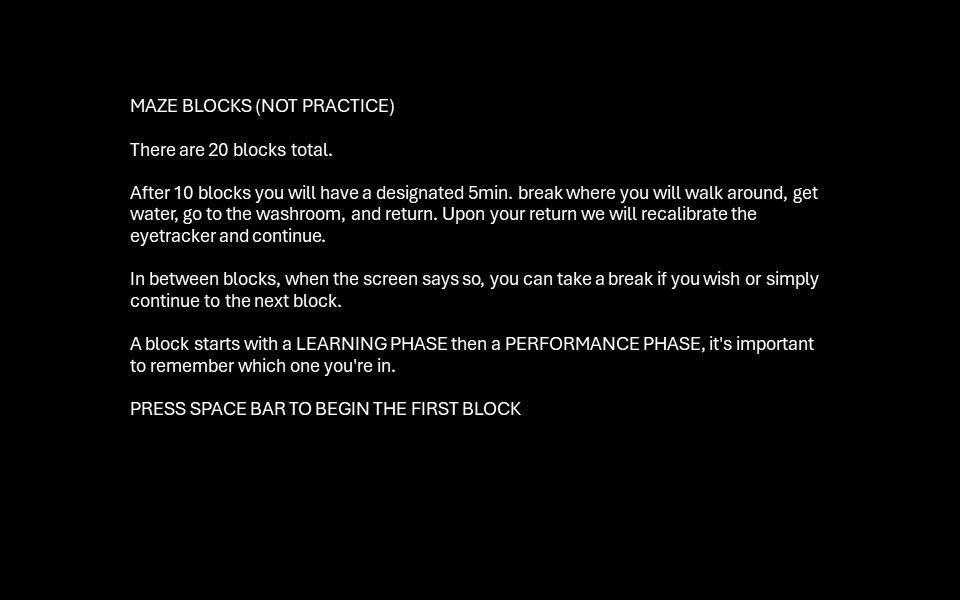 MAZE BLOCKS (NOT PRACTICE)
There are 20 blocks total.
After 10 blocks you will have a designated 5min. break where you will walk around, get
water, go to the washroom, and return. Upon your return we will recalibrate the
eyetracker and continue.
In between blocks, when the screen says so, you can take a break if you wish or simply
continue to the next block.
A block starts with a LEARNING PHASE then a PERFORMANCE PHASE, it's important
to remember which one you're in.
PRESS SPACE BAR TO BEGIN THE FIRST BLOCK